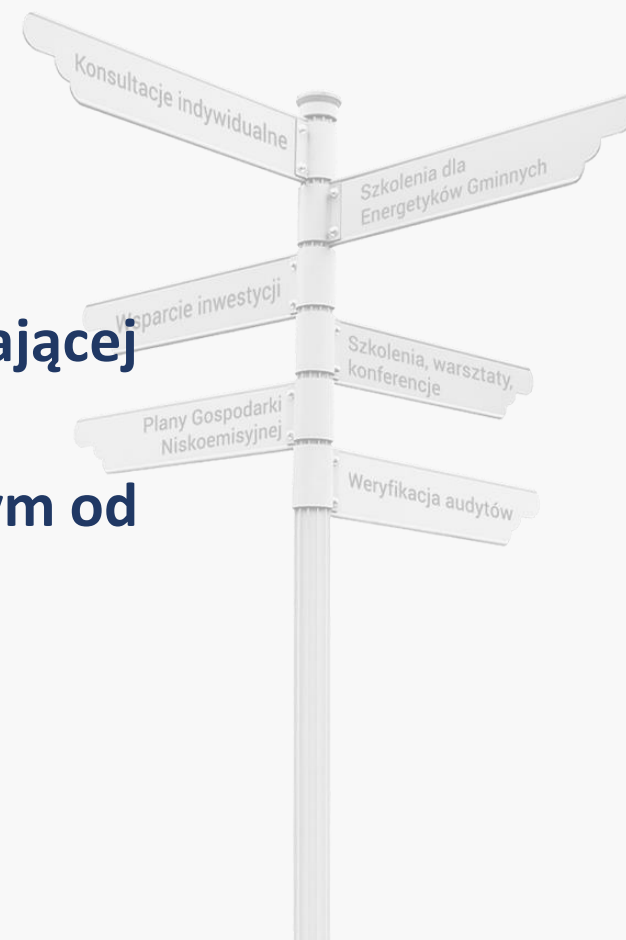 Konsultacje indywidualne
Szkolenia dla
Energetyków Gminnych
Wsparcie inwestycji
ającej
Szkolenia, warsztaty,
konferencje
Plany Gospodarki
Niskoemisyjnej
ym od
Weryfikacja audytów